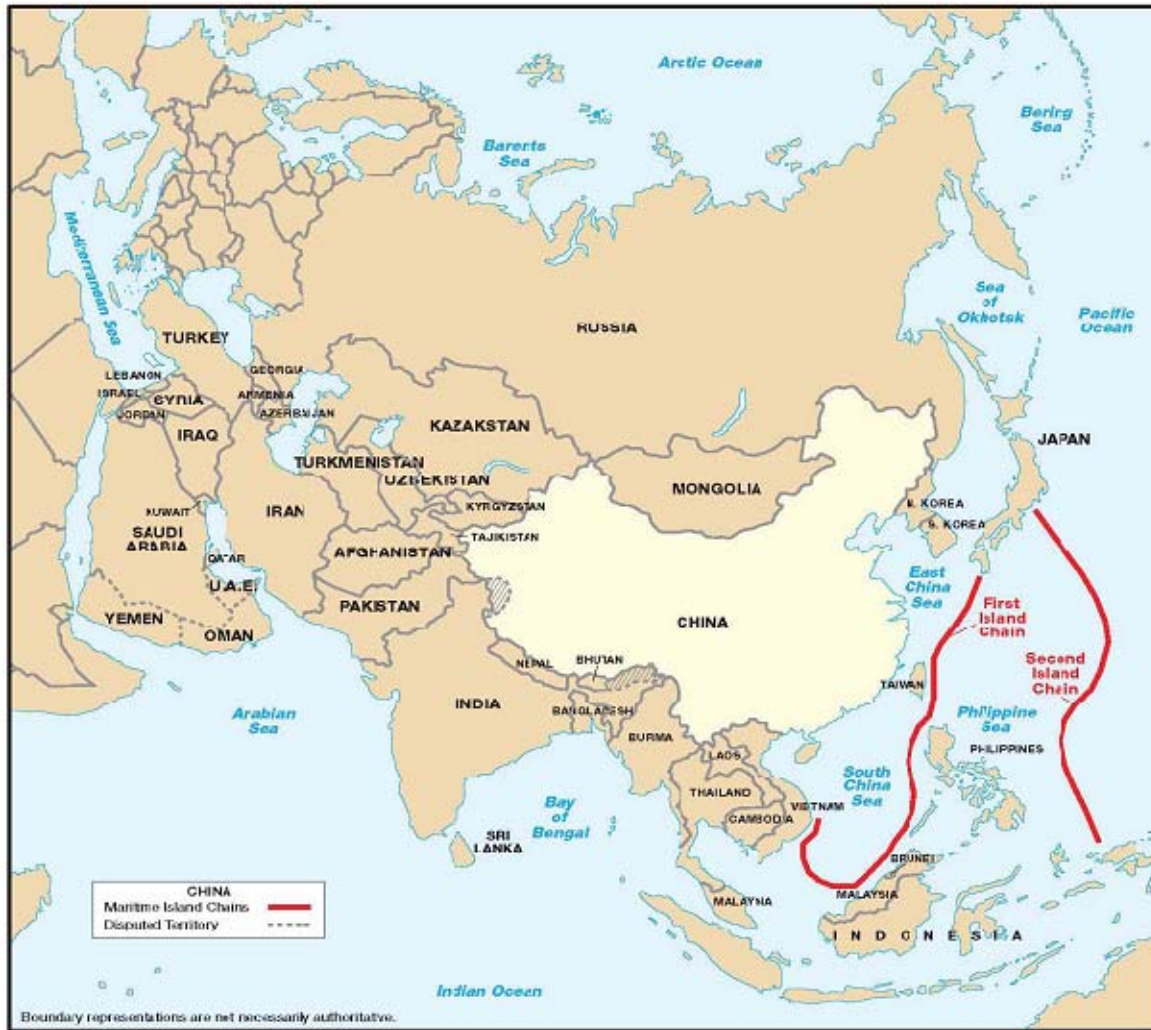 Arctic Ocean
Bering
Sea
Barents
Sea
Mediterranean Sea
Sea
of
Okhotsk
Pacific
Ocean
RUSSIA
TURKEY
GEORGIA
LEBANON
ISRAEL
SYRIA
ARMENIA
JORDAN
AZERBAIJAN
IRAQ
KAZAKSTAN
JAPAN
TURKMENISTAN
UZBEKISTAN
MONGOLIA
KYRGYZSTAN
N. KOREA
S. KOREA
KUWAIT
IRAN
TAJIKISTAN
SAUDI
ARABIA
AFGHANISTAN
QATAR
U.A.E.
PAKISTAN
East
China
Sea
First
Island
Chain
YEMEN
OMAN
CHINA
NEPAL
BHUTAN
Second
Island
Chain
TAIWAN
INDIA
BANGLADESH
Arabian
Sea
BURMA
Philippine
Sea
PHILIPPINES
LAOS
South
China
Sea
THAILAND
VIETNAM
CAMBODIA
Bay
of
Bengal
SRI
LANKA
BRUNEI
MALAYSIA
MALAYSIA
INDONESIA
CHINA
Maritime Island Chains
Disputed Territory
Indian Ocean
Boundary representations are not necessarily authoritative.